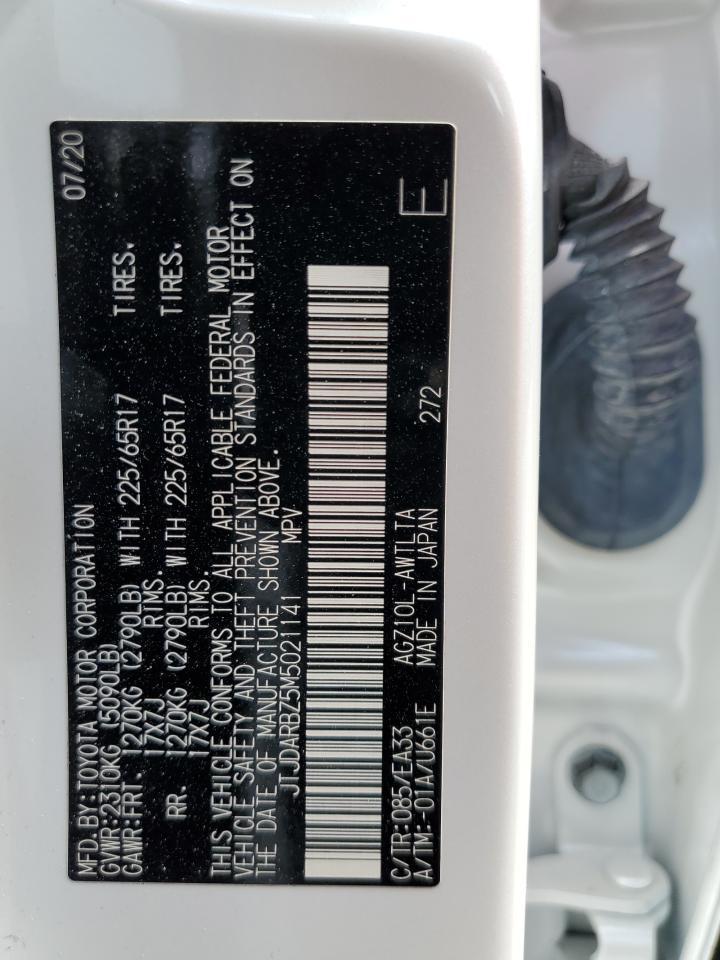 MFD. BY:TOYOTA MOTOR CORPORATION 07/20
GVWR:2310KG (5090LB)
GAWR:FRT. 1270KG (2790LB) WITH 225/65R17 TIRES.
17X7J RIMS.
RR. 1270KG (2790LB) WITH 225/65R17 TIRES.
17X7J RIMS.
THIS VEHICLE CONFORMS TO ALL APPLICABLE FEDERAL MOTOR
VEHICLE SAFETY AND THEFT PREVENTION STANDARDS IN EFFECT ON
THE DATE OF MANUFACTURE SHOWN ABOVE.
JTJDARBZ5M5021141 MPV
C/TR:085/EA33 AGZ10L-AWTLTA 272 E
A/TM:-01A/U661E MADE IN JAPAN